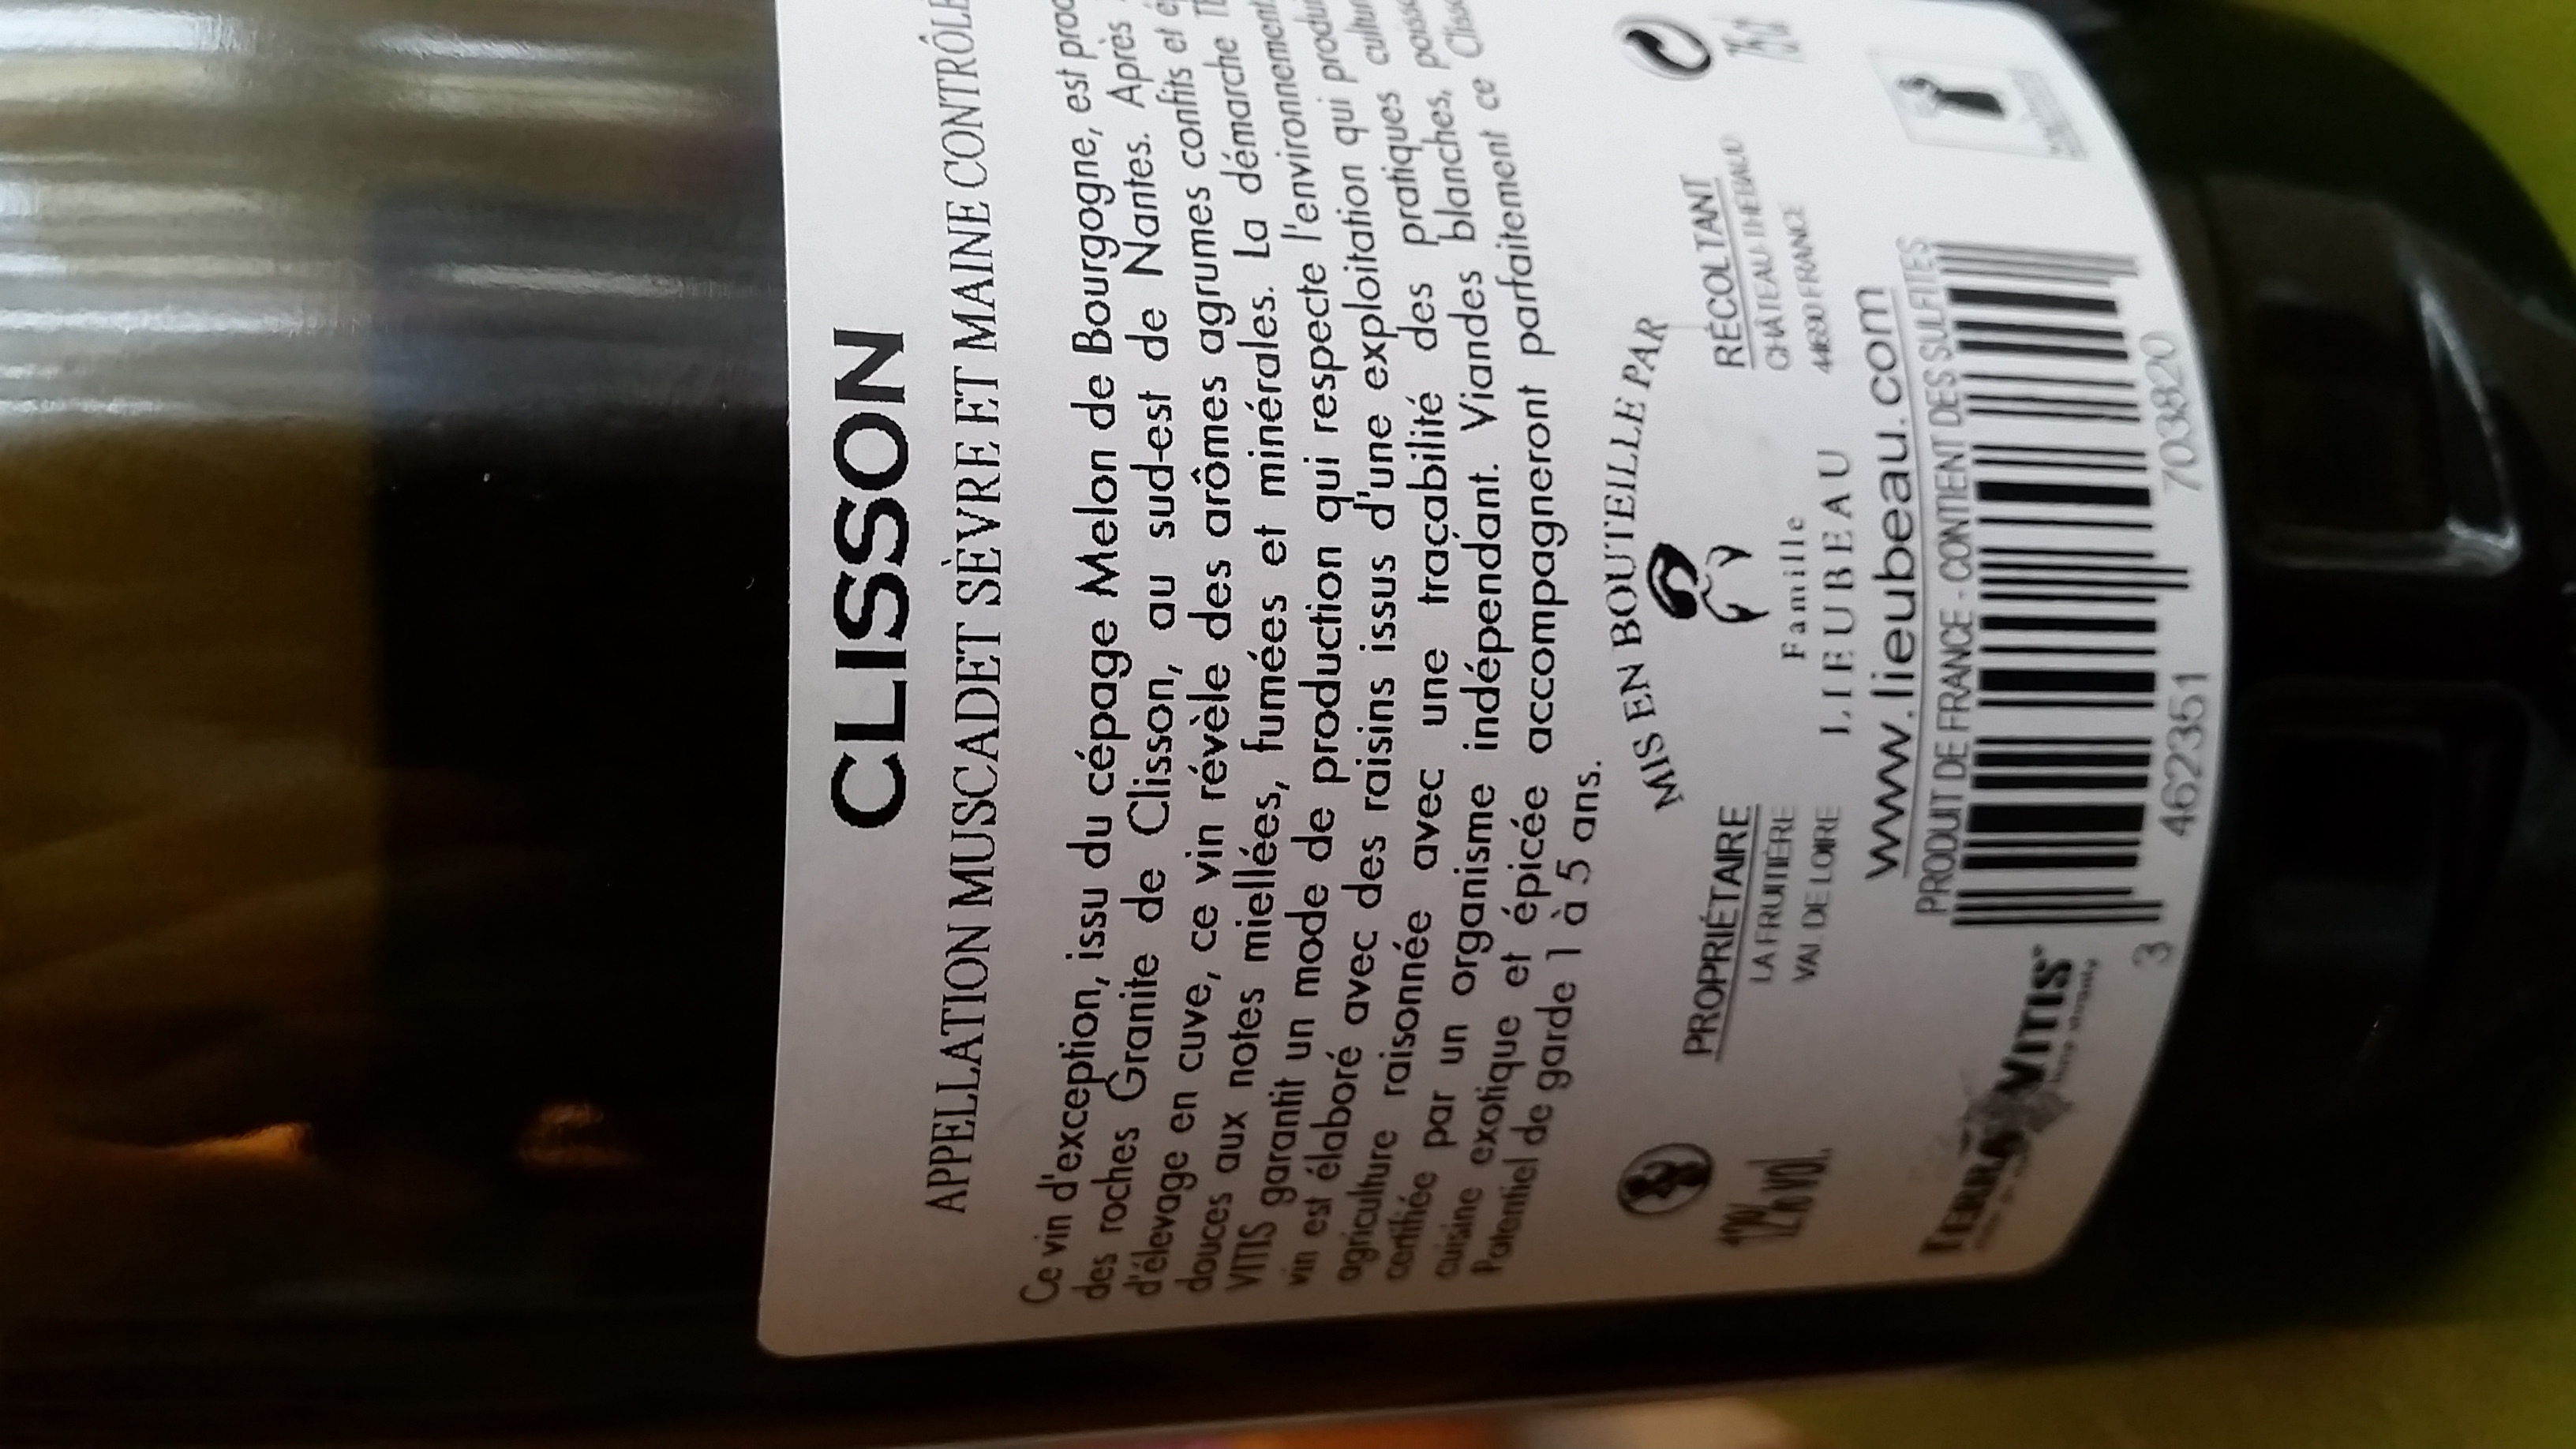 CLISSON
APPELLATION MUSCADET SÈVRE ET MAINE CONTRÔLÉ
Ce vin d'exception, issu du cépage Melon de Bourgogne, est
des roches Granite de Clisson, au sud-est de Nantes. Après
d'élevage en cuve, ce vin révèle des arômes agrumes confits et
douces aux notes miellées, fumées et minérales. La démarche
VITIS garantit un mode de production qui respecte l'environnement
vin est élaboré avec des raisins issus d'une exploitation qui
agriculture raisonnée avec une traçabilité des pratiques
certifiée par un organisme indépendant. Viandes blanches,
cuisine exotique et épicée accompagneront parfaitement ce
Potentiel de garde 1 à 5 ans.
MIS EN BOUTEILLE PAR
PROPRIÉTAIRE
LA FRUITIÈRE
VAL DE LOIRE
Famille
LIEUBEAU
RÉCOLTANT
CHÂTEAU-THÉBAUD
44690 FRANCE
12% vol.
75cl
www.lieubeau.com
PRODUIT DE FRANCE - CONTIENT DES SULFITES
TERRA VITIS
3 462351 703820